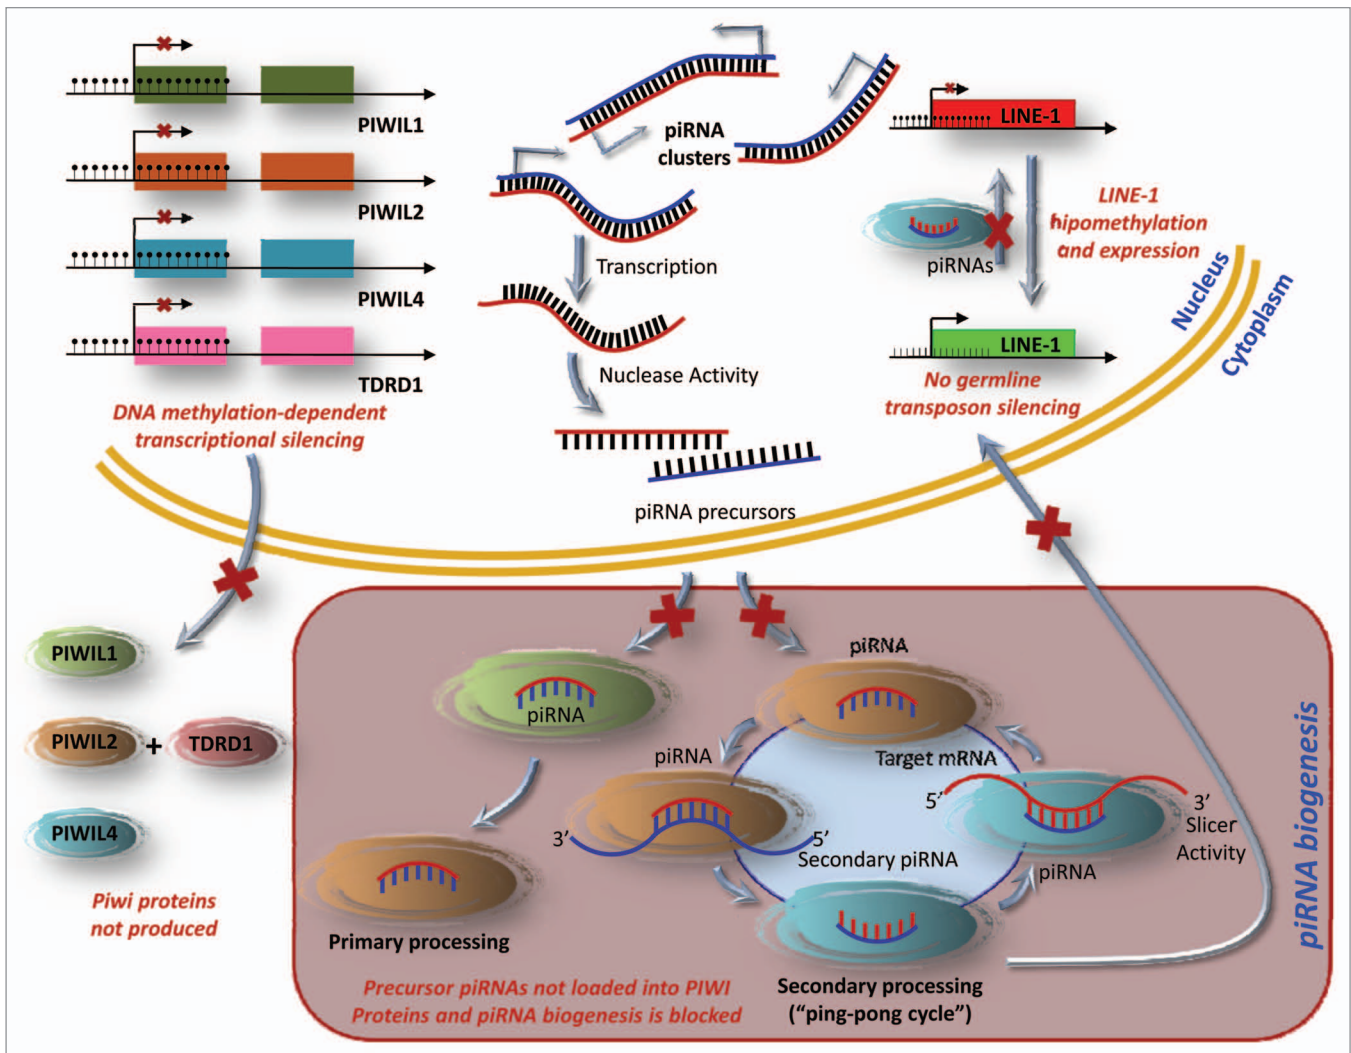 PIWIL1
PIWIL2
PIWIL4
TDRD1
DNA methylation-dependent
transcriptional silencing
piRNA
clusters
Transcription
Nuclease Activity
piRNA precursors
LINE-1
piRNAs
LINE-1
hipomethylation
and expression
LINE-1
No germline
transposon silencing
Nucleus
Cytoplasm
PIWIL1
PIWIL2
+
TDRD1
PIWIL4
Piwi proteins
not produced
piRNA
Primary processing
piRNA
piRNA
Target mRNA
5’
3’
Slicer
Activity
3’
5’
Secondary piRNA
piRNA
Secondary processing
(“ping-pong cycle”)
Precursor piRNAs not loaded into PIWI
Proteins and piRNA biogenesis is blocked
piRNA biogenesis